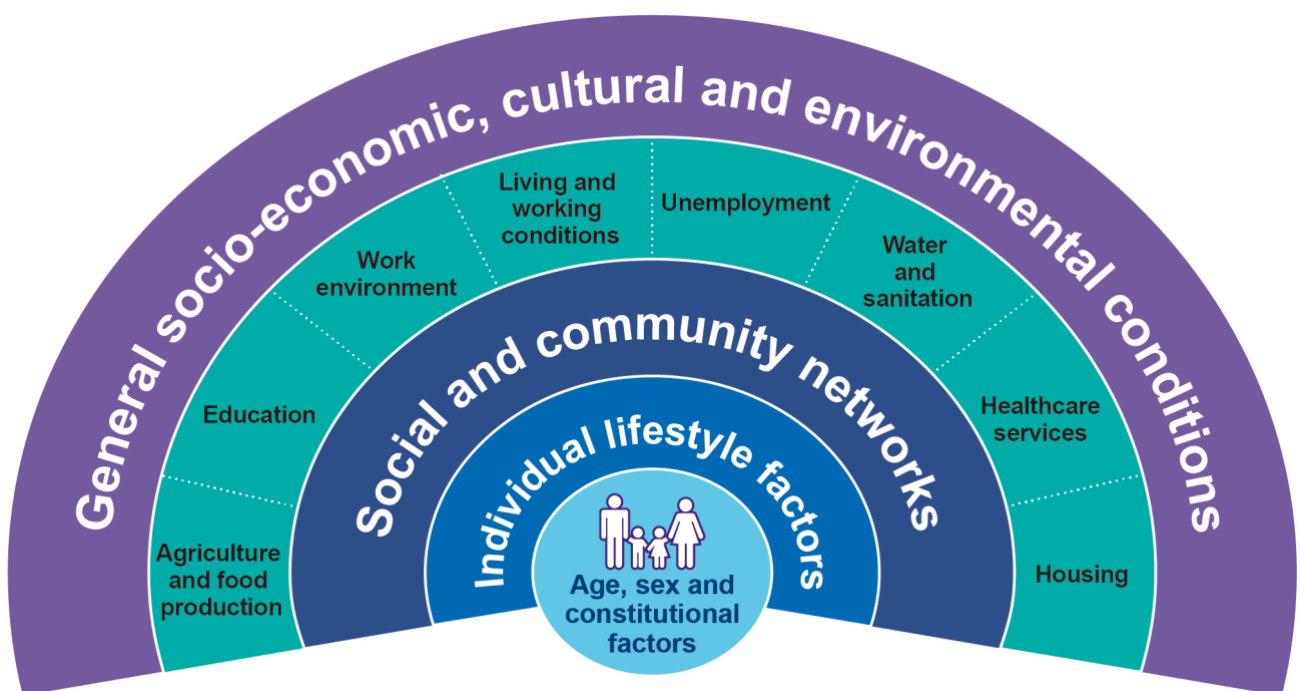 General socio-economic, cultural and environmental conditions
Living and
working
conditions
Unemployment
Work
environment
Water
and
sanitation
Education
Healthcare
services
Agriculture
and food
production
Housing
Social and community networks
Individual lifestyle factors
Age, sex and
constitutional
factors